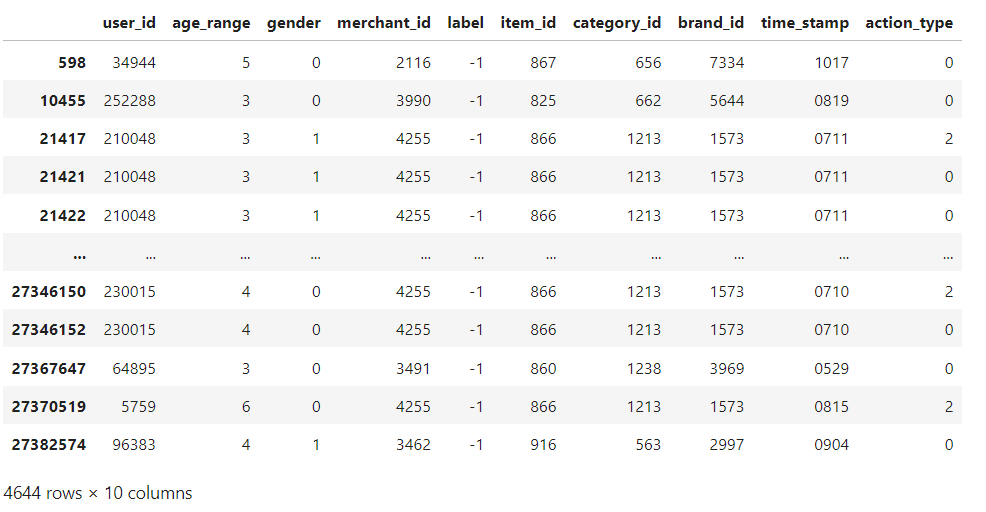 user_id age_range gender merchant_id label item_id category_id brand_id time_stamp action_type
598 34944 5 0 2116 -1 867 656 7334 1017 0
10455 252288 3 0 3990 -1 825 662 5644 0819 0
21417 210048 3 1 4255 -1 866 1213 1573 0711 2
21421 210048 3 1 4255 -1 866 1213 1573 0711 0
21422 210048 3 1 4255 -1 866 1213 1573 0711 0
... ... ... ... ... ... ... ... ... ... ...
27346150 230015 4 0 4255 -1 866 1213 1573 0710 2
27346152 230015 4 0 4255 -1 866 1213 1573 0710 0
27367647 64895 3 0 3491 -1 860 1238 3969 0529 0
27370519 5759 6 0 4255 -1 866 1213 1573 0815 2
27382574 96383 4 1 3462 -1 916 563 2997 0904 0
4644 rows × 10 columns